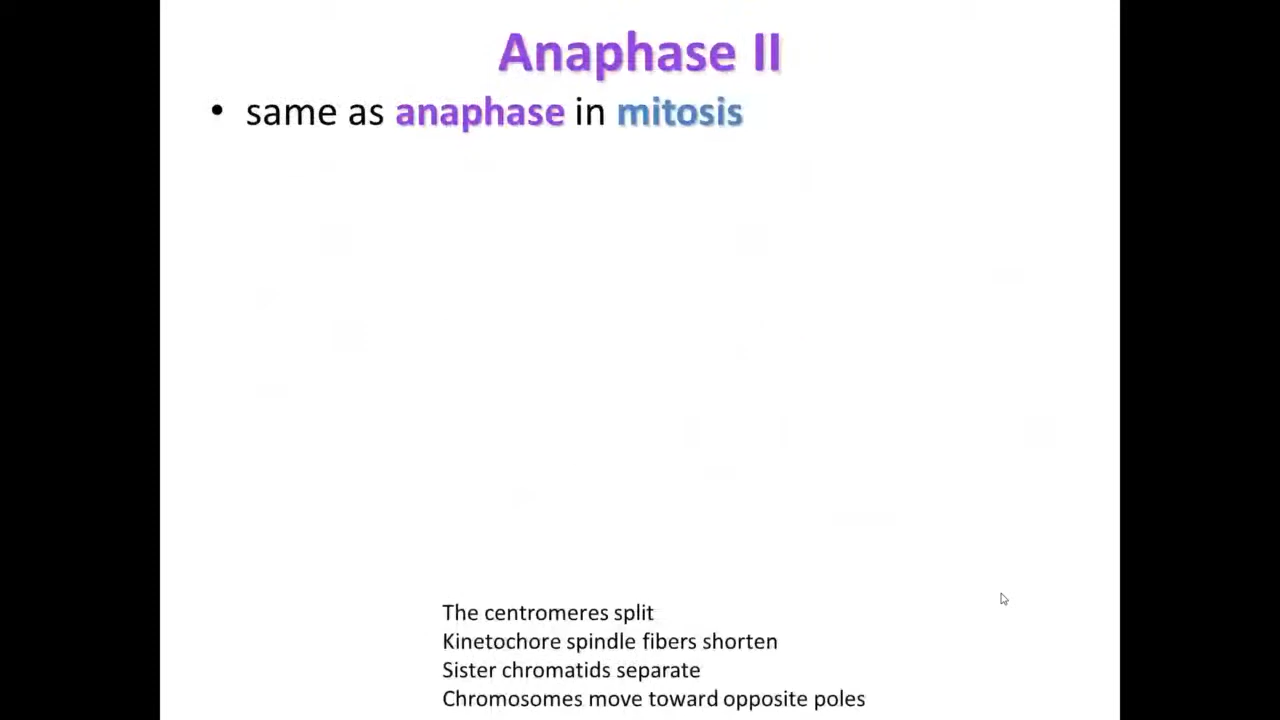 Anaphase II
• same as anaphase in mitosis
The centromeres split
Kinetochore spindle fibers shorten
Sister chromatids separate
Chromosomes move toward opposite poles